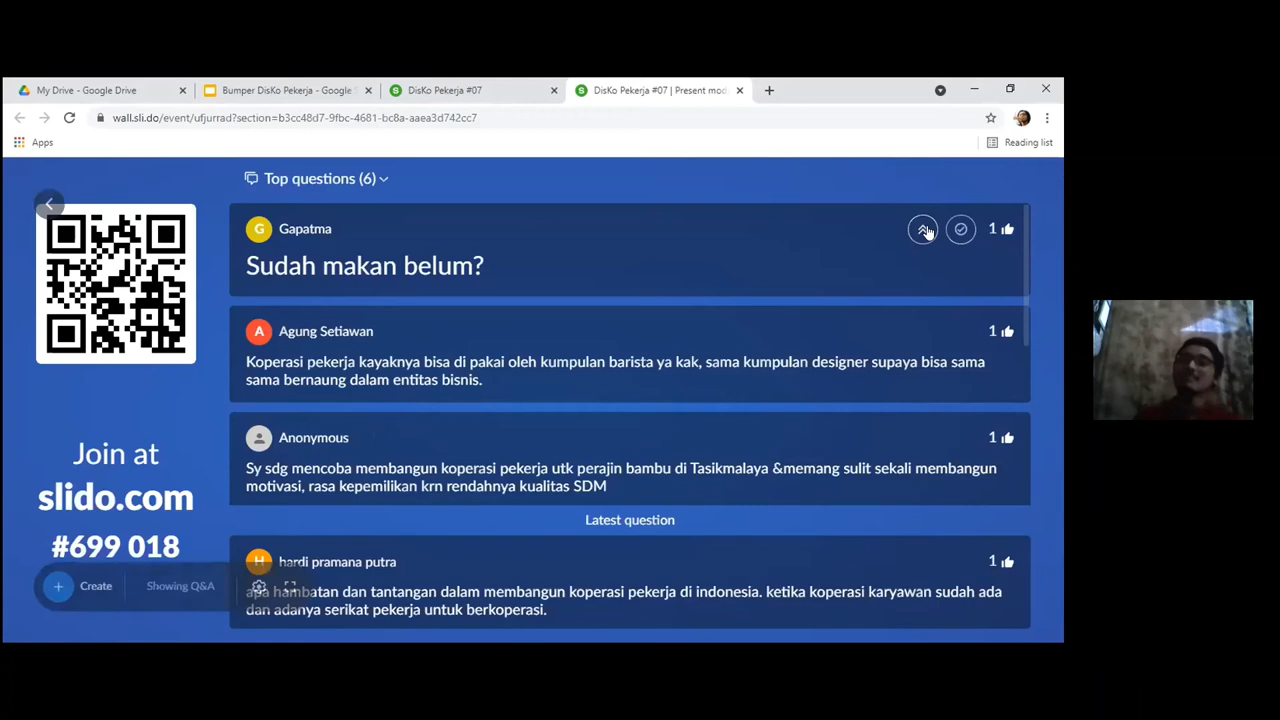 My Drive - Google Drive
Bumper DisKo Pekerja - Google
DisKo Pekerja #07
DisKo Pekerja #07 | Present mod
wall.sli.do/event/ufjurrad?section=b3cc48d7-9fbc-4681-bc8a-aaea3d742cc7
Apps
Reading list
Top questions (6)
G
Gapatma
1
Sudah makan belum?
A
Agung Setiawan
1
Koperasi pekerja kayaknya bisa di pakai oleh kumpulan barista ya kak, sama kumpulan designer supaya bisa sama
sama bernaung dalam entitas bisnis.
Anonymous
1
Sy sdg mencoba membangun koperasi pekerja utk perajin bambu di Tasikmalaya &memang sulit sekali membangun
motivasi, rasa kepemilikan krn rendahnya kualitas SDM
Latest question
H
hardi pramana putra
1
apa hambatan dan tantangan dalam membangun koperasi pekerja di indonesia. ketika koperasi karyawan sudah ada
dan adanya serikat pekerja untuk berkoperasi.
Join at
slido.com
#699 018
Create
Showing Q&A